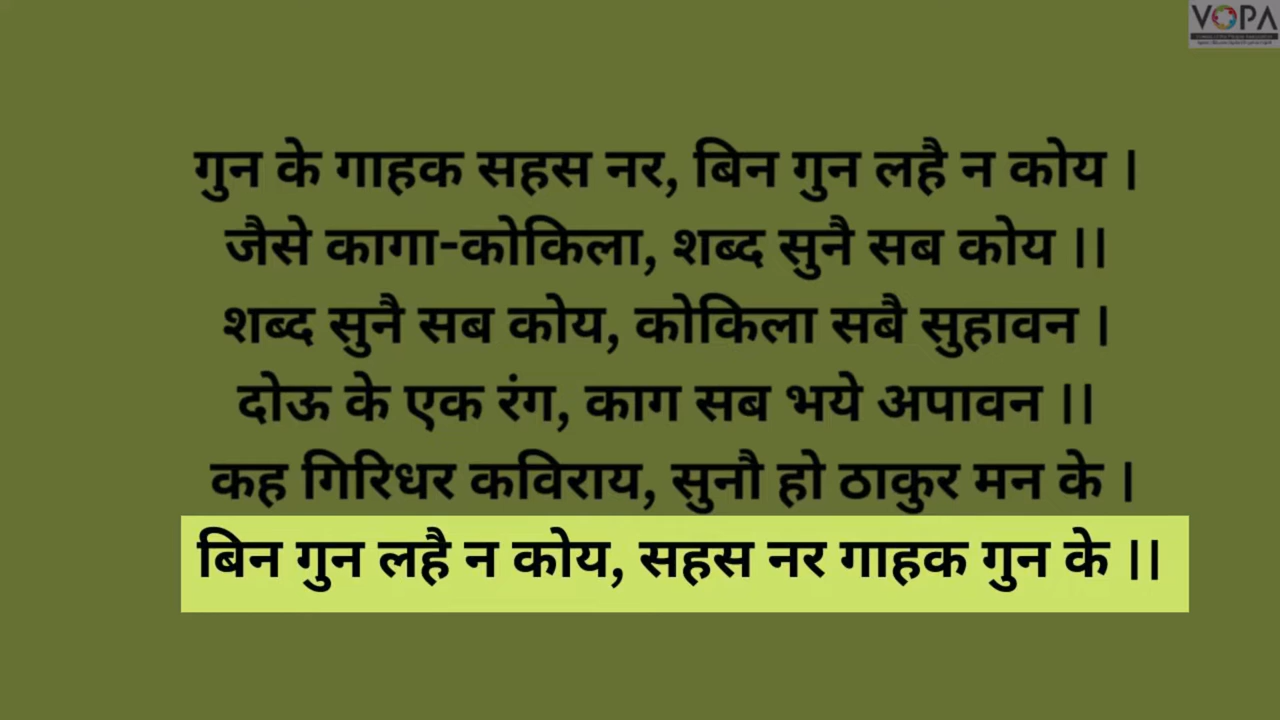 VOPA
गुन के गाहक सहस नर, बिन गुन लहै न कोय ।
जैसे कागा-कोकिला, शब्द सुनै सब कोय ।।
शब्द सुनै सब कोय, कोकिला सबै सुहावन ।
दोऊ के एक रंग, काग सब भये अपावन ।।
कह गिरिधर कविराय, सुनौ हो ठाकुर मन के ।
बिन गुन लहै न कोय, सहस नर गाहक गुन के ।।